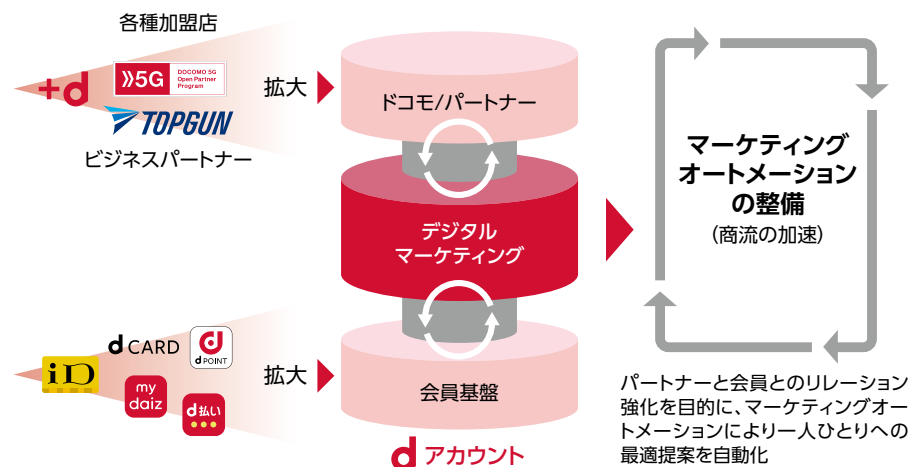 各種加盟店
+d
5G
DOCOMO 5G
Open Partner
Program
TOPGUN
ビジネスパートナー
拡大
ドコモ/パートナー
デジタル
マーケティング
会員基盤
dアカウント
iD
d CARD
d POINT
my
daiz
d払い
拡大
マーケティング
オートメーション
の整備
(商流の加速)
パートナーと会員とのリレーション
強化を目的に、マーケティングオー
トメーションにより一人ひとりへの
最適提案を自動化